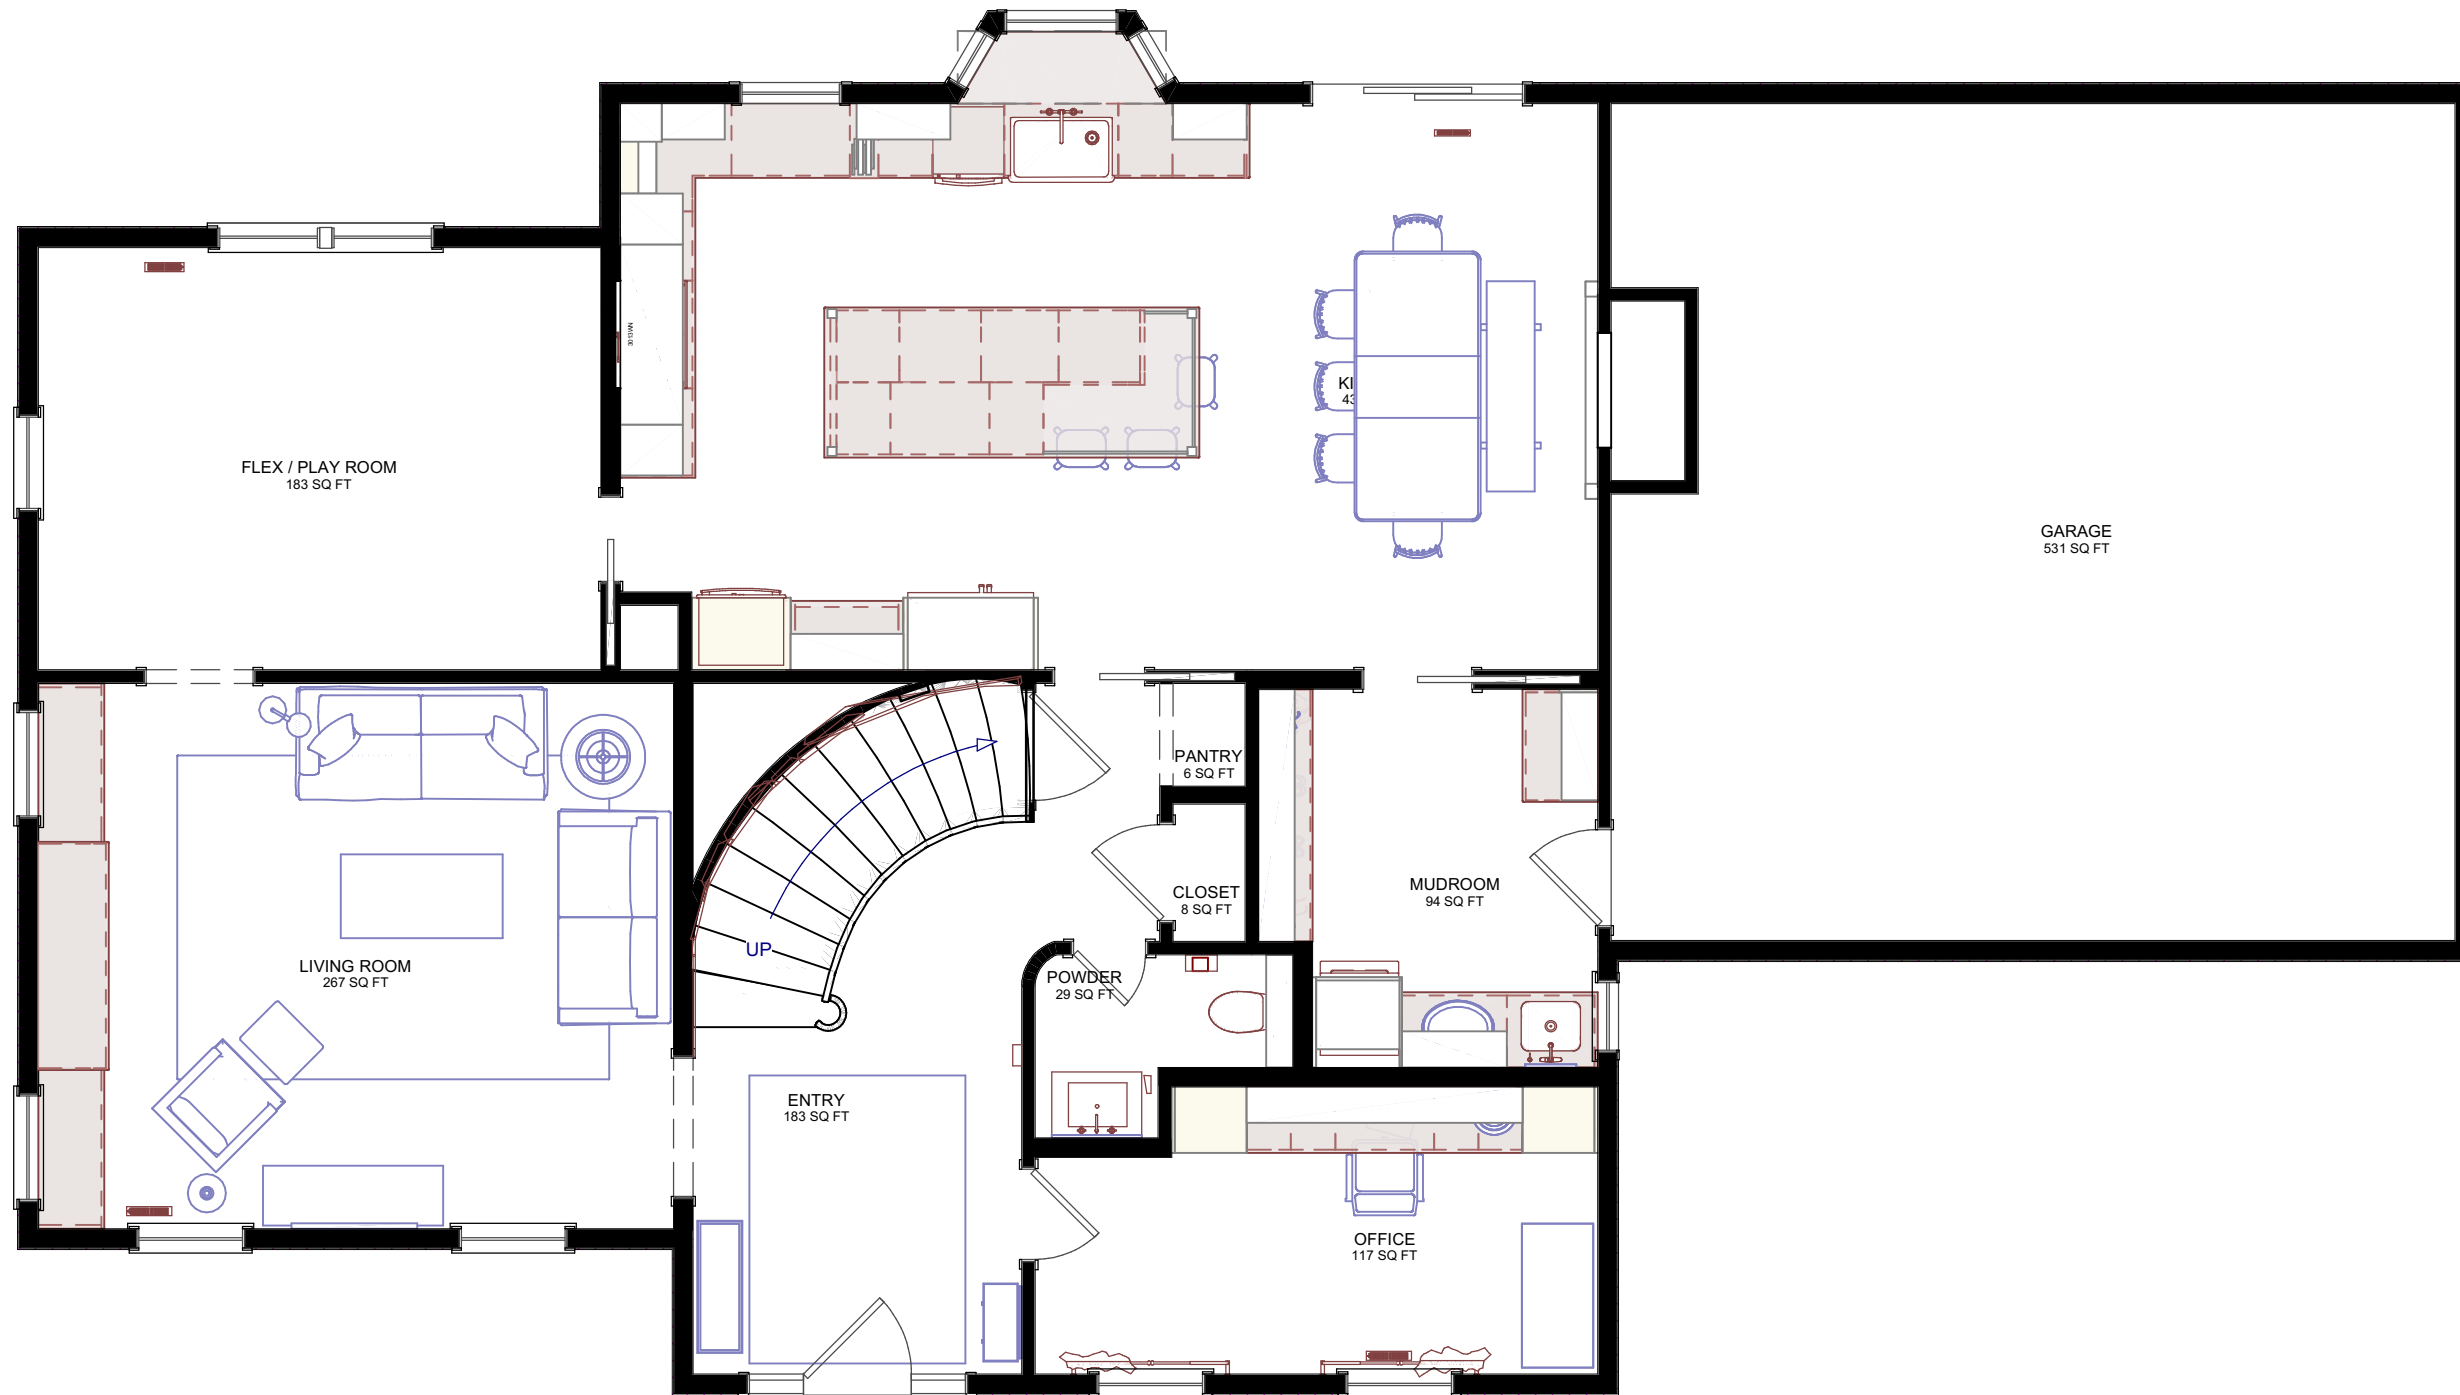 3013WN
FLEX / PLAY ROOM
183 SQ FT
KI
43
GARAGE
531 SQ FT
PANTRY
6 SQ FT
CLOSET
8 SQ FT
MUDROOM
94 SQ FT
UP
LIVING ROOM
267 SQ FT
POWDER
29 SQ FT
ENTRY
183 SQ FT
OFFICE
117 SQ FT